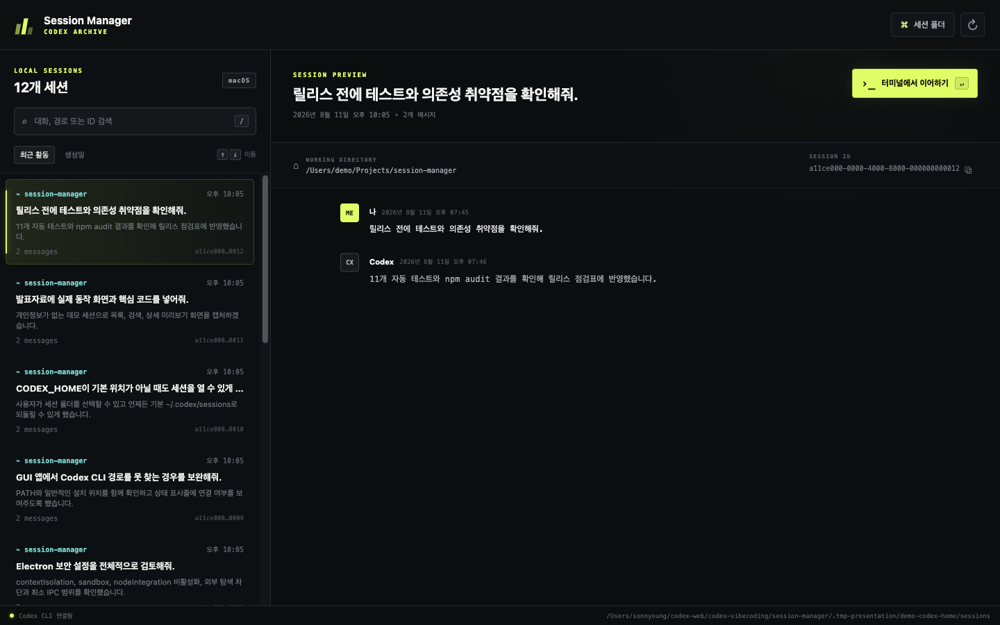 Session Manager
CODEX ARCHIVE
⌘ 세션 폴더
LOCAL SESSIONS
12개 세션
macOS
대화, 경로 또는 ID 검색
/
최근 활동
생성일
↑ ↓ 이동
~ session-manager 오후 10:05
릴리스 전에 테스트와 의존성 취약점을 확인해줘.
11개 자동 테스트와 npm audit 결과를 확인해 릴리스 점검표에 반영했습니
다.
2 messages a11ce000…0012
~ session-manager 오후 10:05
발표자료에 실제 동작 화면과 핵심 코드를 넣어줘.
개인정보가 없는 데모 세션으로 목록, 검색, 상세 미리보기 화면을 캡처하겠
습니다.
2 messages a11ce000…0011
~ session-manager 오후 10:05
CODEX_HOME이 기본 위치가 아닐 때도 세션을 열 수 있게 ...
사용자가 세션 폴더를 선택할 수 있고 언제든 기본 ~/.codex/sessions로
되돌릴 수 있게 했습니다.
2 messages a11ce000…0010
~ session-manager 오후 10:05
GUI 앱에서 Codex CLI 경로를 못 찾는 경우를 보완해줘.
PATH와 일반적인 설치 위치를 함께 확인하고 상태 표시줄에 연결 여부를 보
여주도록 했습니다.
2 messages a11ce000…0009
~ session-manager 오후 10:05
Electron 보안 설정을 전체적으로 검토해줘.
contextIsolation, sandbox, nodeIntegration 비활성화, 외부 탐색 차
단과 최소 IPC 범위를 확인했습니다.
SESSION PREVIEW
릴리스 전에 테스트와 의존성 취약점을 확인해줘.
2026년 8월 11일 오후 10:05 • 2개 메시지
›_ 터미널에서 이어하기 ↵
WORKING DIRECTORY
/Users/demo/Projects/session-manager
SESSION ID
a11ce000-0000-4000-8000-000000000012
ME
나 2026년 8월 11일 오후 07:45
릴리스 전에 테스트와 의존성 취약점을 확인해줘.
CX
Codex 2026년 8월 11일 오후 07:46
11개 자동 테스트와 npm audit 결과를 확인해 릴리스 점검표에 반영했습니다.
Codex CLI 연결됨
/Users/sonnyoung/codex-web/codex-vibecoding/session-manager/.tmp-presentation/demo-codex-home/sessions